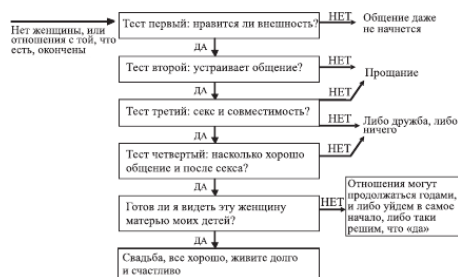 Нет женщины, или
отношения с той, что
есть, окончены
Тест первый: нравится ли внешность?
НЕТ
Общение даже
не начнется
ДА
Тест второй: устраивает общение?
НЕТ
Прощание
ДА
НЕТ
Тест третий: секс и совместимость?
НЕТ
Либо дружба, либо
ничего
ДА
НЕТ
Тест четвертый: насколько хорошо
общение и после секса?
ДА
Готов ли я видеть эту женщину
матерью моих детей?
НЕТ
Отношения могут
продолжаться годами,
и либо уйдем в самое
начало, либо таки
решим, что «да»
ДА
Свадьба, все хорошо, живите долго
и счастливо